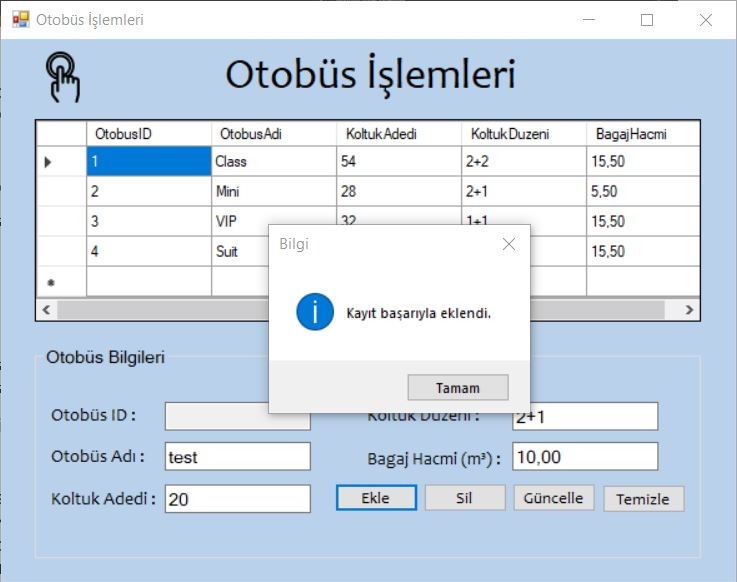 Otobüs İşlemleri
Otobüs İşlemleri
OtobusID OtobusAdi KoltukAdedi KoltukDuzeni BagajHacmi
1 Class 54 2+2 15,50
2 Mini 28 2+1 5,50
3 VIP 32 1+1 15,50
4 Suit 15,50
Bilgi
Kayıt başarıyla eklendi.
Tamam
Otobüs Bilgileri
Otobüs ID : Koltuk Düzeni : 2+1
Otobüs Adı : test Bagaj Hacmi (m³) : 10,00
Koltuk Adedi : 20 Ekle Sil Güncelle Temizle